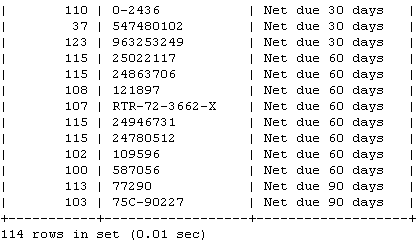 |       110 | 0-2436            | Net due 30 days    |
|        37 | 547480102         | Net due 30 days    |
|       123 | 963253249         | Net due 30 days    |
|       115 | 25022117          | Net due 60 days    |
|       115 | 24863706          | Net due 60 days    |
|       108 | 121897            | Net due 60 days    |
|       107 | RTR-72-3662-X     | Net due 60 days    |
|       115 | 24946731          | Net due 60 days    |
|       115 | 24780512          | Net due 60 days    |
|       102 | 109596            | Net due 60 days    |
|       100 | 587056            | Net due 60 days    |
|       113 | 77290             | Net due 90 days    |
|       103 | 75C-90227         | Net due 90 days    |
+-----------+-------------------+--------------------+
114 rows in set (0.01 sec)